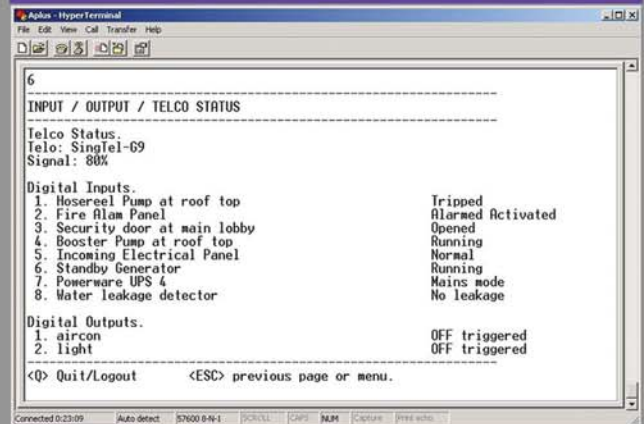 Aplus - HyperTerminal
File Edit View Call Transfer Help
6
INPUT / OUTPUT / TELCO STATUS
Telco Status.
Telo: SingTel-G9
Signal: 80%
Digital Inputs.
1. Hosereel Pump at roof top Tripped
2. Fire Alam Panel Alarmed Activated
3. Security door at main lobby Opened
4. Booster Pump at roof top Running
5. Incoming Electrical Panel Normal
6. Standby Generator Running
7. Powerware UPS 4 Mains mode
8. Water leakage detector No leakage
Digital Outputs.
1. aircon OFF triggered
2. light OFF triggered
<Q> Quit/Logout <ESC> previous page or menu.
Connected 0:23:09 Auto detect 57600 8-N-1 SCROLL CAPS NUM Capture Print echo